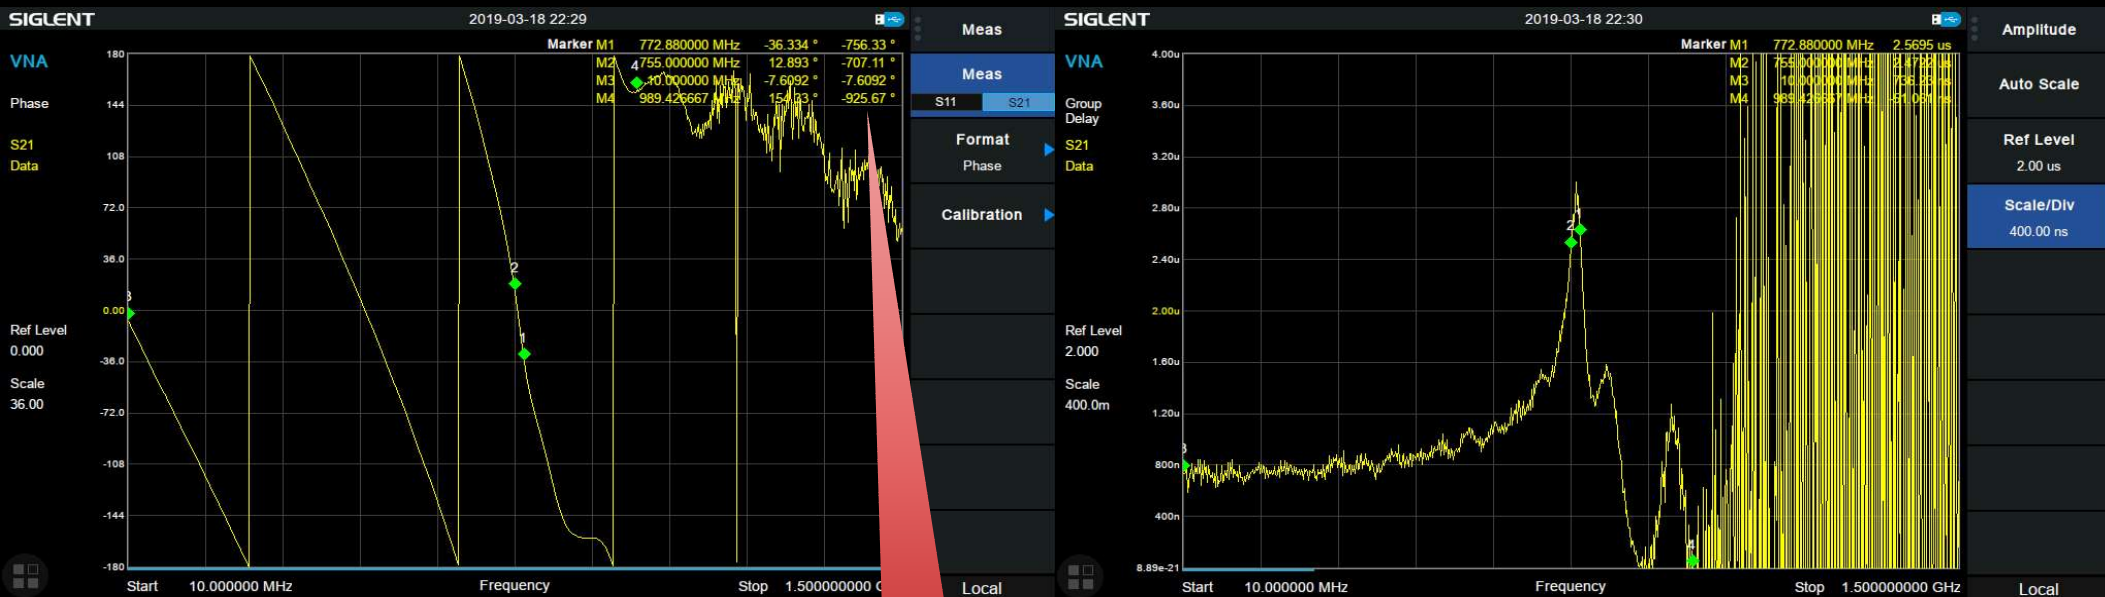 SIGLENT
2019-03-18 22:29
VNA
Phase
S21
Data
Ref Level
0.000
Scale
36.00
Marker M1 772.880000 MHz -36.334 ° -756.33 °
M2 755.000000 MHz 12.893 ° -707.11 °
M3 10.000000 MHz -7.6092 ° -7.6092 °
M4 989.426667 MHz 154.33 ° -925.67 °
180
144
108
72.0
36.0
0.00
-36.0
-72.0
-108
-144
-180
3
2
1
4
Start 10.000000 MHz Frequency Stop 1.500000000
Meas
Meas
S11 S21
Format
Phase
Calibration
Local
SIGLENT
2019-03-18 22:30
VNA
Group
Delay
S21
Data
Ref Level
2.000
Scale
400.0m
Marker M1 772.880000 MHz 2.5695 us
M2 755.000000 MHz
M3 10.000000 MHz
M4 989.426667 MHz
4.00u
3.60u
3.20u
2.80u
2.40u
2.00u
1.60u
1.20u
800n
400n
8.89e-21
2
4
Start 10.000000 MHz Frequency Stop 1.500000000 GHz
Amplitude
Auto Scale
Ref Level
2.00 us
Scale/Div
400.00 ns
Local